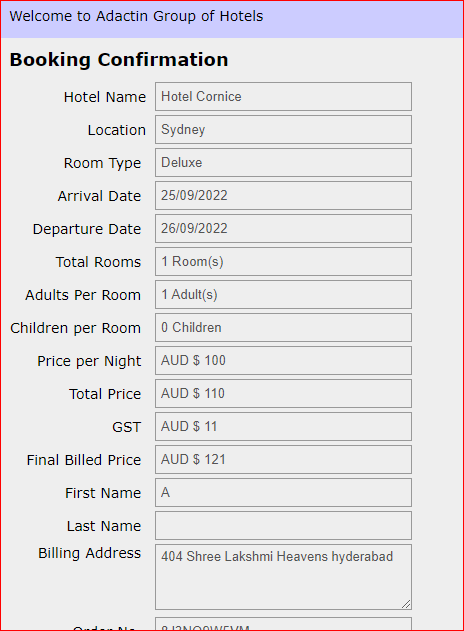 Welcome to Adactin Group of Hotels
Booking Confirmation
Hotel Name Hotel Cornice
Location Sydney
Room Type Deluxe
Arrival Date 25/09/2022
Departure Date 26/09/2022
Total Rooms 1 Room(s)
Adults Per Room 1 Adult(s)
Children per Room 0 Children
Price per Night AUD $ 100
Total Price AUD $ 110
GST AUD $ 11
Final Billed Price AUD $ 121
First Name A
Last Name
Billing Address 404 Shree Lakshmi Heavens hyderabad
Order No.